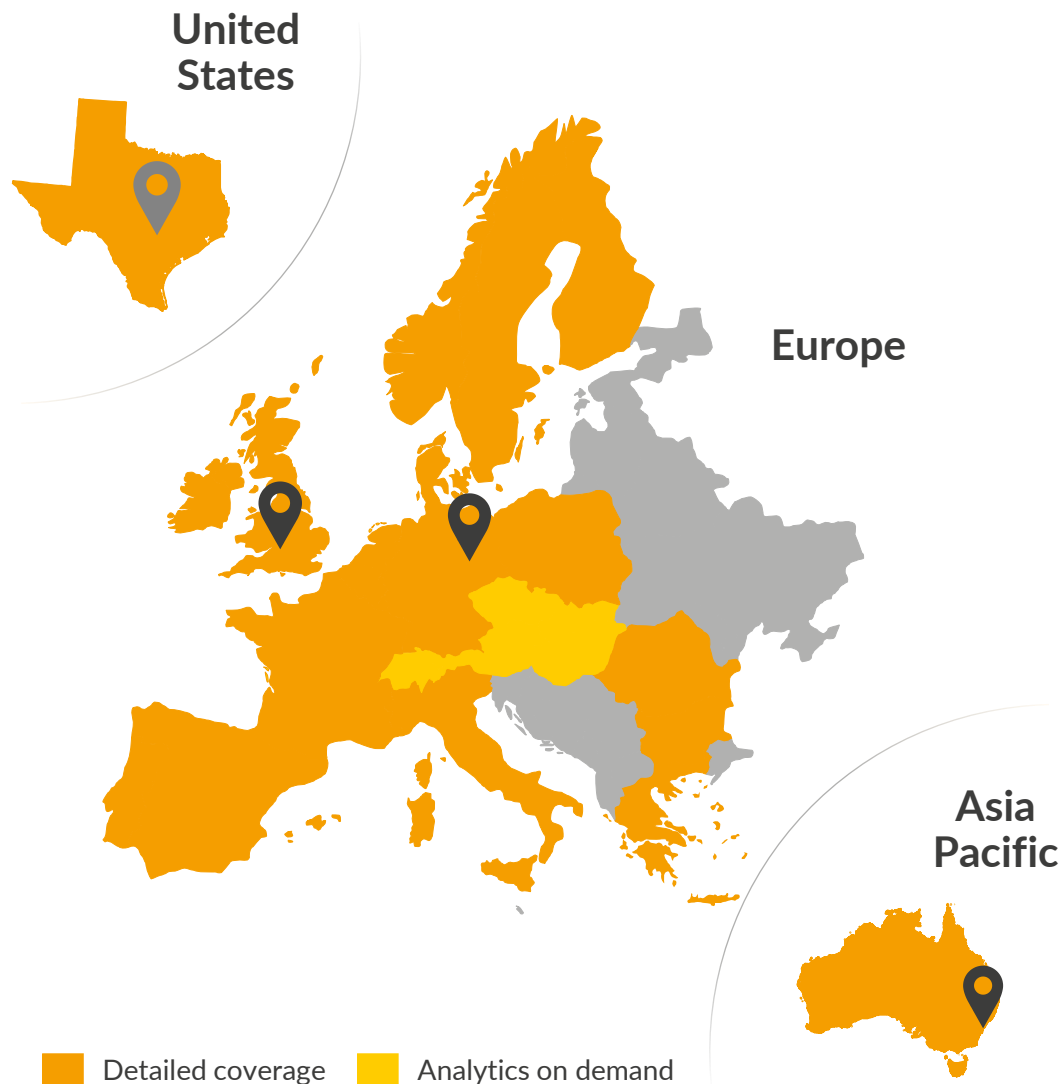 United
States
Europe
Asia
Pacific
Detailed coverage
Analytics on demand